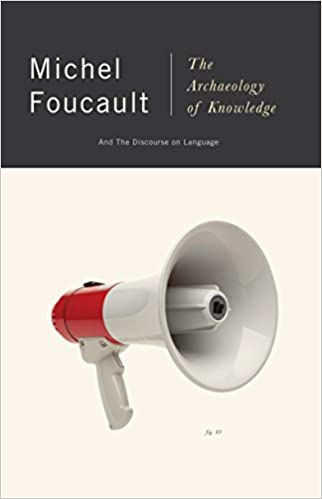 Michel
Foucault
The
Archaeology
of Knowledge
And The Discourse on Language